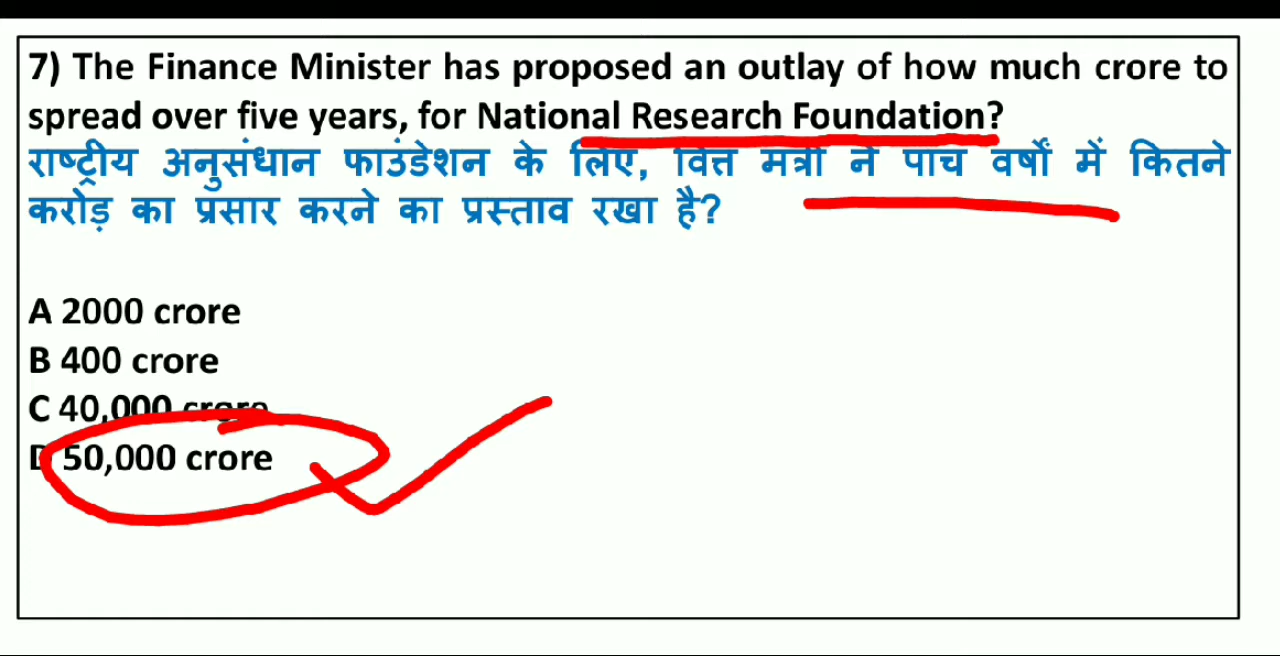 7) The Finance Minister has proposed an outlay of how much crore to
spread over five years, for National Research Foundation?
राष्ट्रीय अनुसंधान फाउंडेशन के लिए, वित्त मंत्री ने पांच वर्षों में कितने
करोड़ का प्रसार करने का प्रस्ताव रखा है?
A 2000 crore
B 400 crore
C 40,000 crore
D 50,000 crore